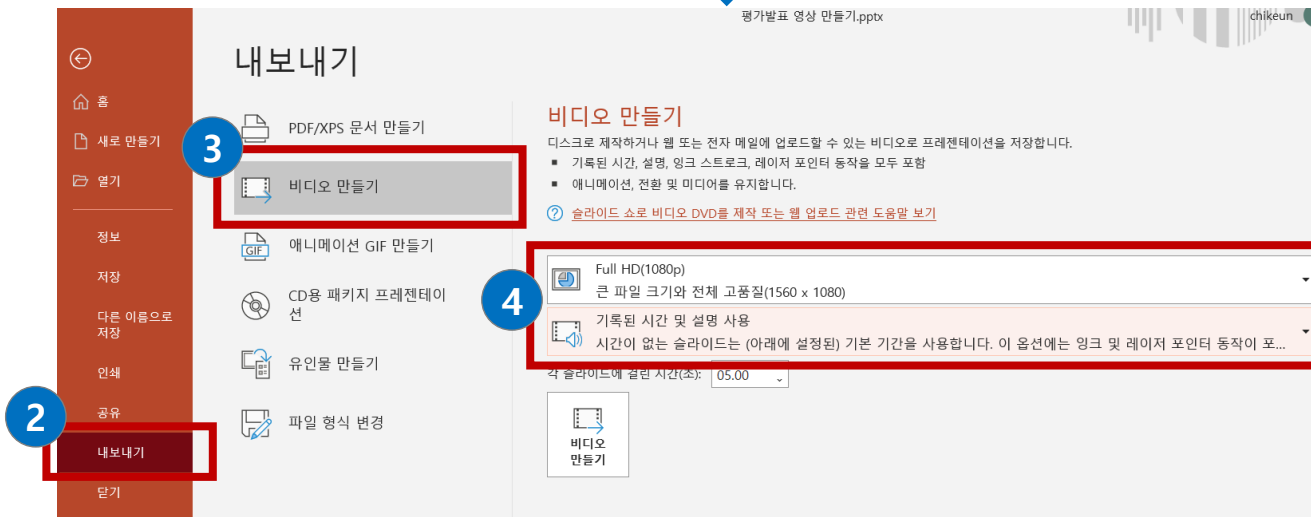 평가발표 영상 만들기.pptx
chikeun
내보내기
홈
새로 만들기
열기
정보
저장
다른 이름으로
저장
인쇄
공유
2
내보내기
닫기
PDF/XPS 문서 만들기
3
비디오 만들기
GIF
애니메이션 GIF 만들기
CD용 패키지 프레젠테이
션
유인물 만들기
파일 형식 변경
비디오 만들기
디스크로 제작하거나 웹 또는 전자 메일에 업로드할 수 있는 비디오로 프레젠테이션을 저장합니다.
■ 기록된 시간, 설명, 잉크 스트로크, 레이저 포인터 동작을 모두 포함
■ 애니메이션, 전환 및 미디어를 유지합니다.
? 슬라이드 쇼로 비디오 DVD를 제작 또는 웹 업로드 관련 도움말 보기
4
Full HD(1080p)
큰 파일 크기와 전체 고품질(1560 x 1080)
기록된 시간 및 설명 사용
시간이 없는 슬라이드는 (아래에 설정된) 기본 기간을 사용합니다. 이 옵션에는 잉크 및 레이저 포인터 동작이 포...
각 슬라이드에 걸린 시간(초): 05.00
비디오
만들기